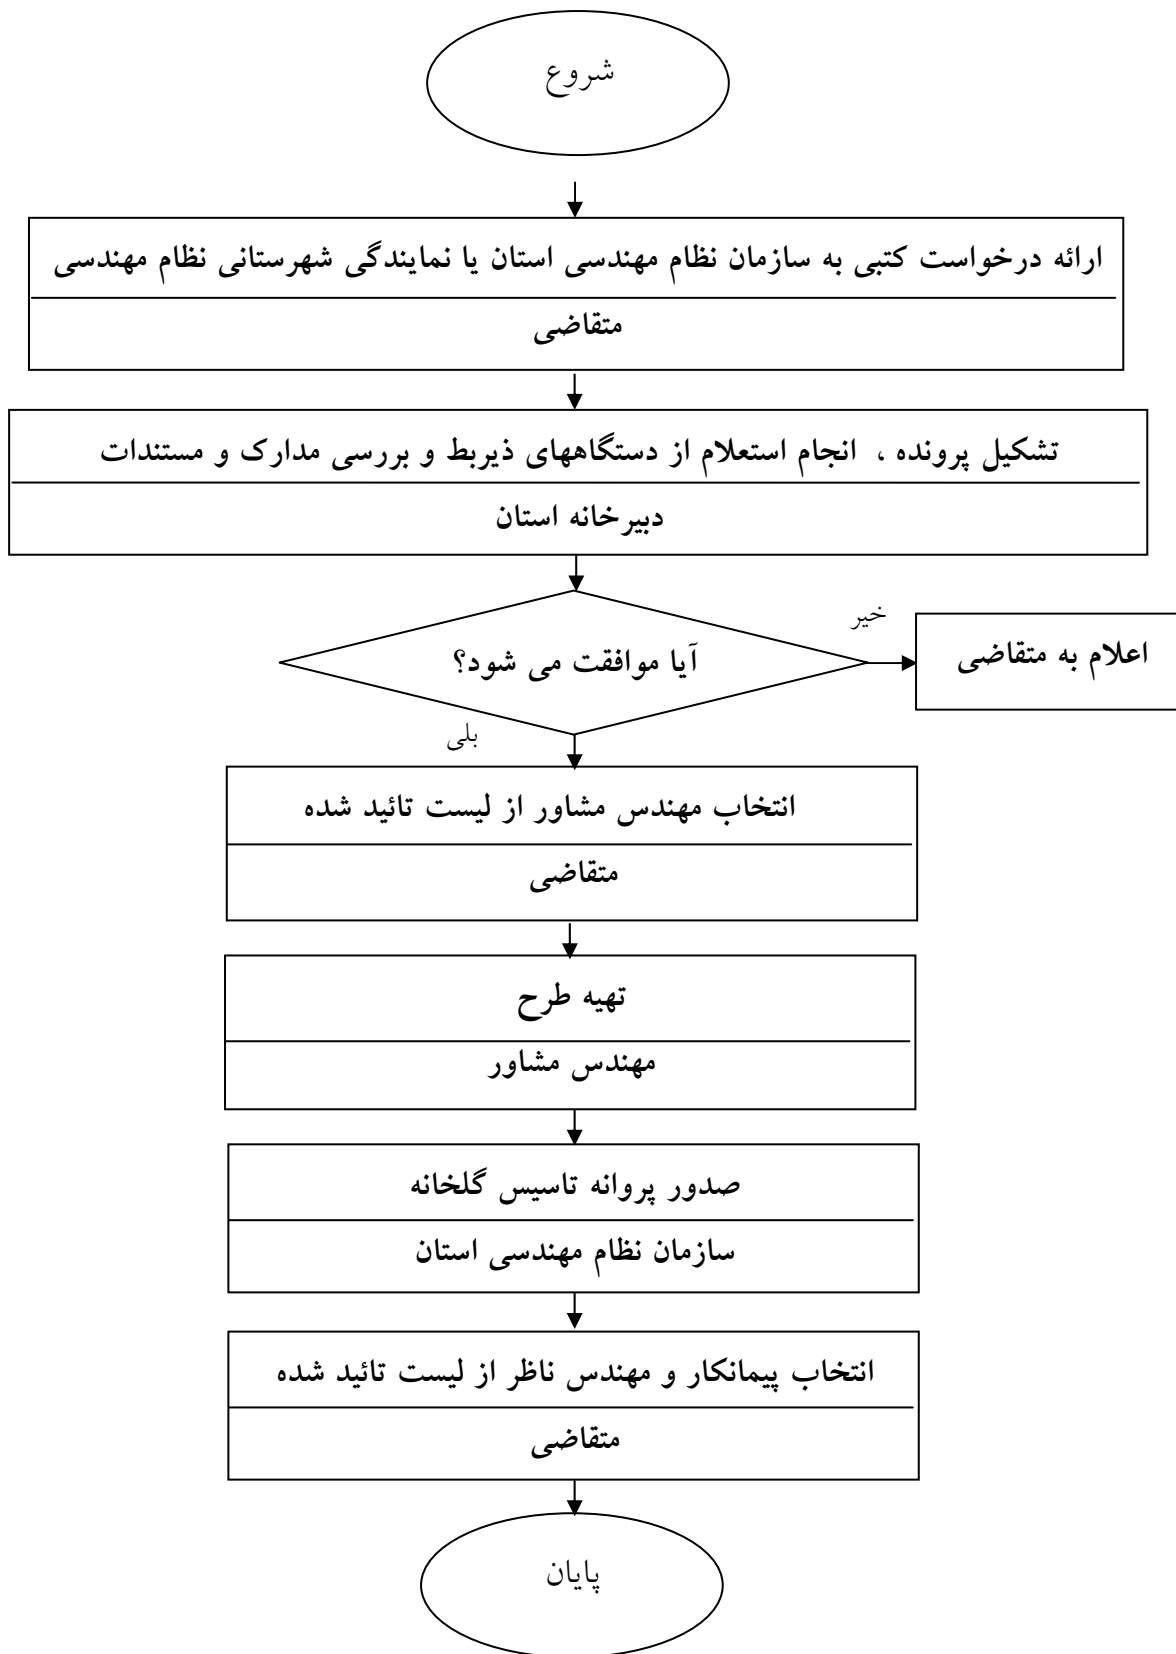 شروع
ارائه درخواست کتبی به سازمان نظام مهندسی استان یا نمایندگی شهرستانی نظام مهندسی
متقاضی
تشکیل پرونده ، انجام استعلام از دستگاههای ذیربط و بررسی مدارک و مستندات
دبیرخانه استان
آیا موافقت می شود؟
خیر
اعلام به متقاضی
بلی
انتخاب مهندس مشاور از لیست تائید شده
متقاضی
تهیه طرح
مهندس مشاور
صدور پروانه تاسیس گلخانه
سازمان نظام مهندسی استان
انتخاب پیمانکار و مهندس ناظر از لیست تائید شده
متقاضی
پایان